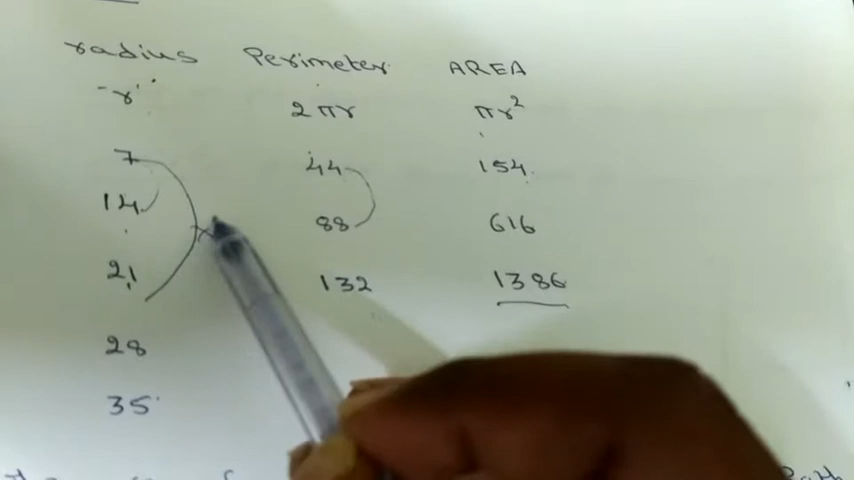 radius Perimeter AREA
'r' 2πr πr²
7 44 154
14 88 616
21 132 1386
28
35